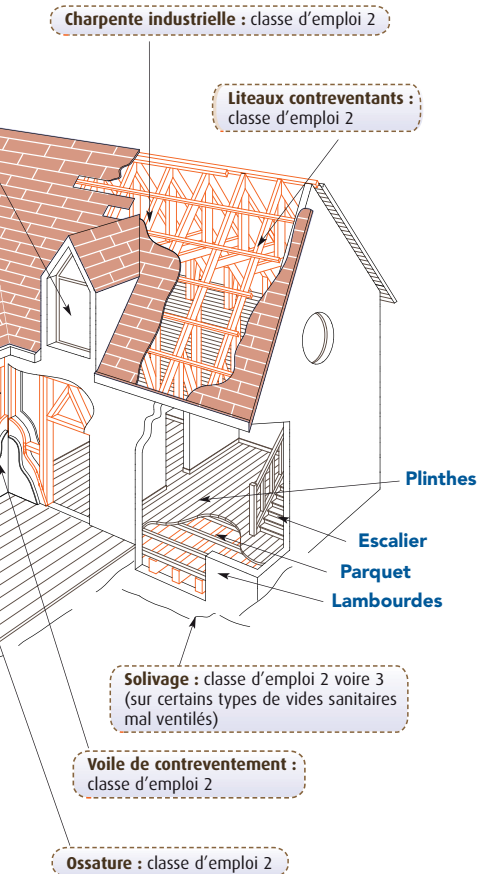 Charpente industrielle : classe d’emploi 2
Liteaux contreventants :
classe d’emploi 2
Plinthes
Escalier
Parquet
Lambourdes
Solivage : classe d’emploi 2 voire 3
(sur certains types de vides sanitaires
mal ventilés)
Voile de contreventement :
classe d’emploi 2
Ossature : classe d’emploi 2